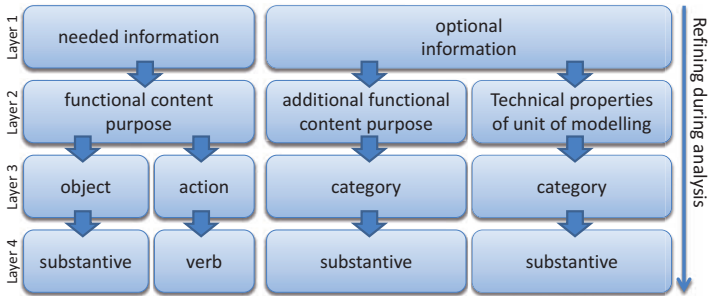 Layer 1
needed information
optional
information
Layer 2
functional content
purpose
additional functional
content purpose
Technical properties
of unit of modelling
Layer 3
object
action
category
category
Layer 4
substantive
verb
substantive
substantive
Refining during analysis